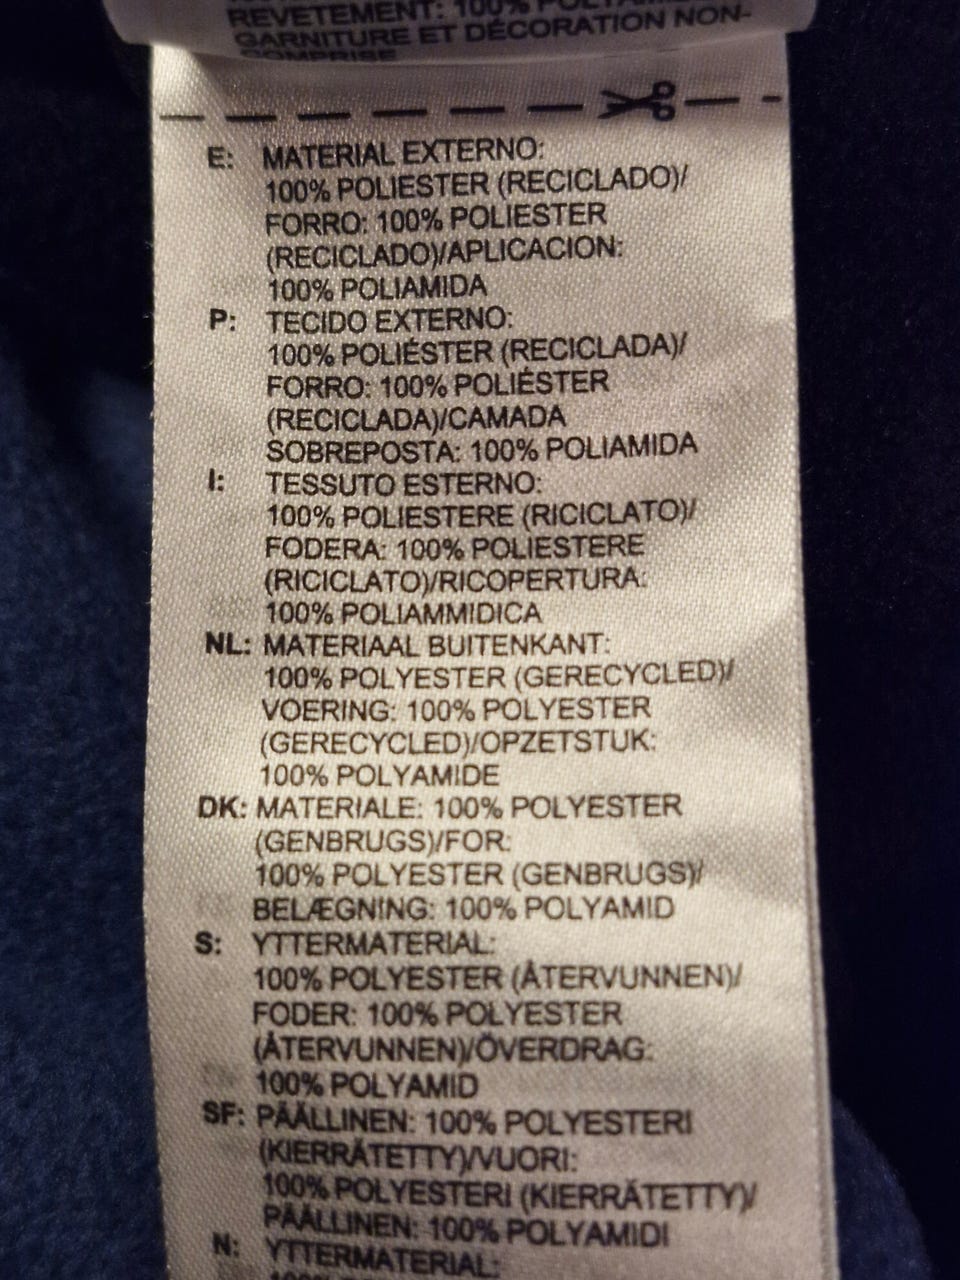 REVETEMENT: 100% POLYAMIDE
GARNITURE ET DÉCORATION NON-
COMPRISE
E: MATERIAL EXTERNO:
100% POLIESTER (RECICLADO)/
FORRO: 100% POLIESTER
(RECICLADO)/APLICACION:
100% POLIAMIDA
P: TECIDO EXTERNO:
100% POLIÉSTER (RECICLADA)/
FORRO: 100% POLIÉSTER
(RECICLADA)/CAMADA
SOBREPOSTA: 100% POLIAMIDA
I: TESSUTO ESTERNO:
100% POLIESTERE (RICICLATO)/
FODERA: 100% POLIESTERE
(RICICLATO)/RICOPERTURA:
100% POLIAMMIDICA
NL: MATERIAAL BUITENKANT:
100% POLYESTER (GERECYCLED)/
VOERING: 100% POLYESTER
(GERECYCLED)/OPZETSTUK:
100% POLYAMIDE
DK: MATERIALE: 100% POLYESTER
(GENBRUGS)/FOR:
100% POLYESTER (GENBRUGS)/
BELÆGNING: 100% POLYAMID
S: YTTERMATERIAL:
100% POLYESTER (ÅTERVUNNEN)/
FODER: 100% POLYESTER
(ÅTERVUNNEN)/ÖVERDRAG:
100% POLYAMID
SF: PÄÄLLINEN: 100% POLYESTERI
(KIERRÄTETTY)/VUORI:
100% POLYESTERI (KIERRÄTETTY)/
PÄÄLLINEN: 100% POLYAMIDI
N: YTTERMATERIAL: